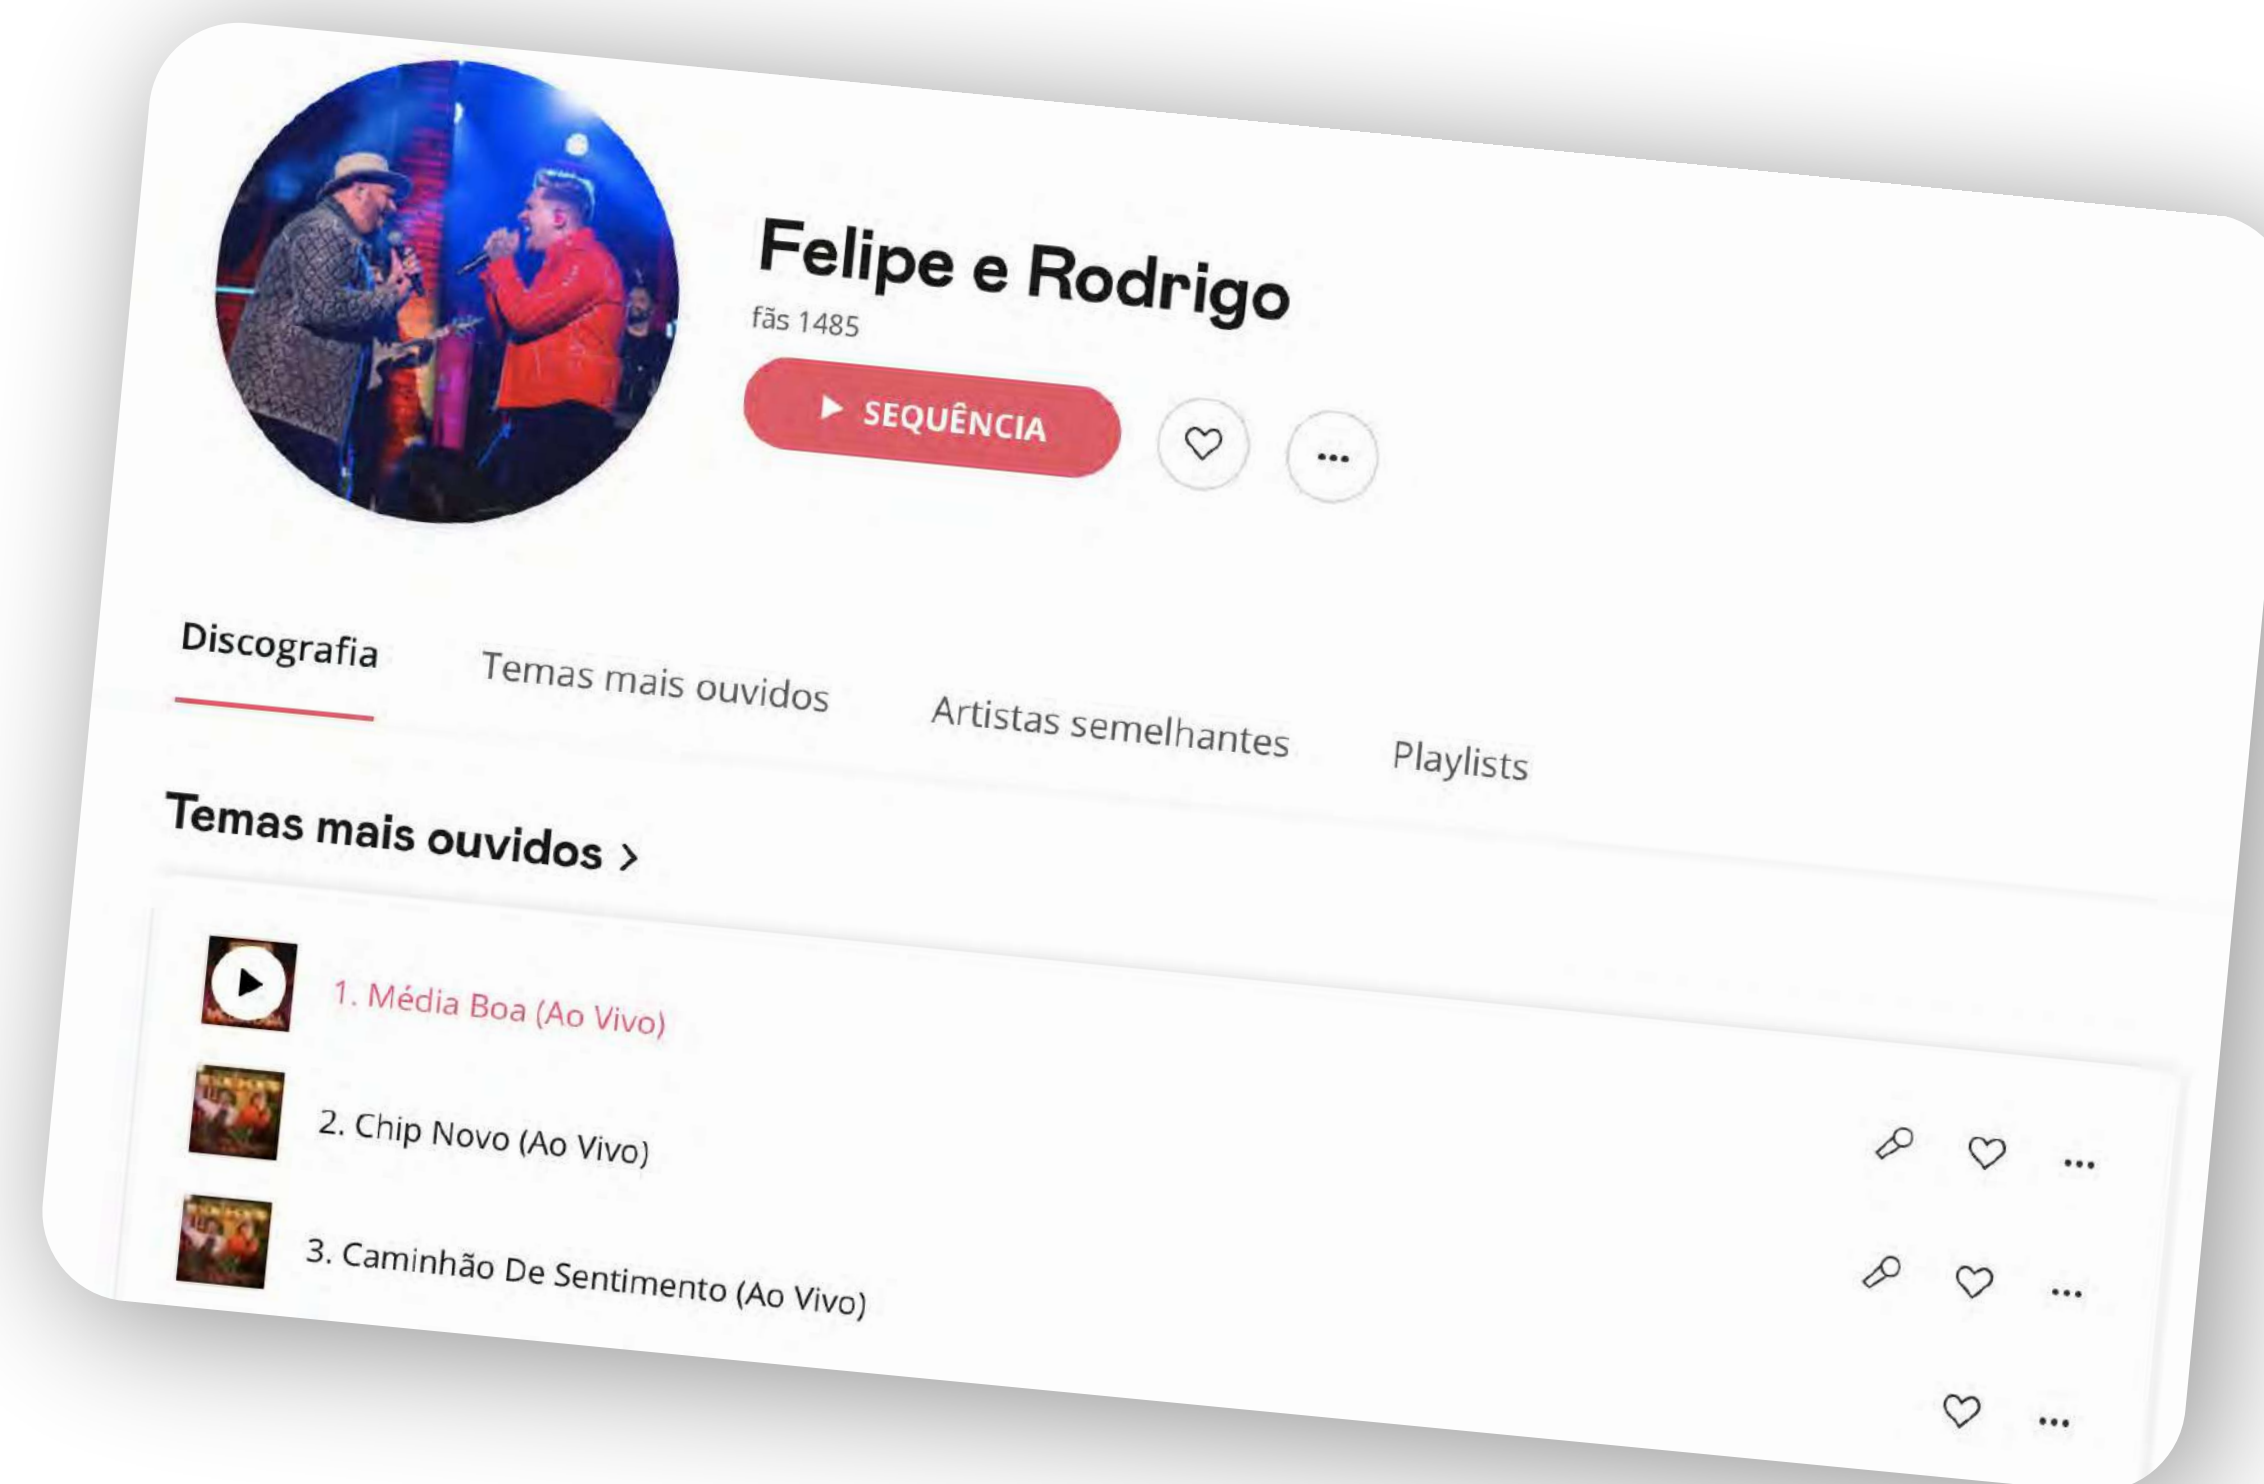 Felipe e Rodrigo
fãs 1485
SEQUÊNCIA
Discografia Temas mais ouvidos Artistas semelhantes Playlists
Temas mais ouvidos
1. Média Boa (Ao Vivo)
2. Chip Novo (Ao Vivo)
3. Caminhão De Sentimento (Ao Vivo)